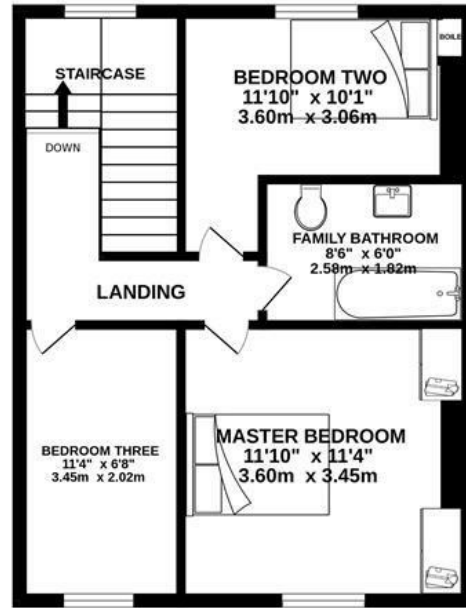 STAIRCASE
DOWN
BOILE
BEDROOM TWO
11'10" x 10'1"
3.60m x 3.06m
FAMILY BATHROOM
8'6" x 6'0"
2.58m x 1.82m
LANDING
BEDROOM THREE
11'4" x 6'8"
3.45m x 2.02m
MASTER BEDROOM
11'10" x 11'4"
3.60m x 3.45m